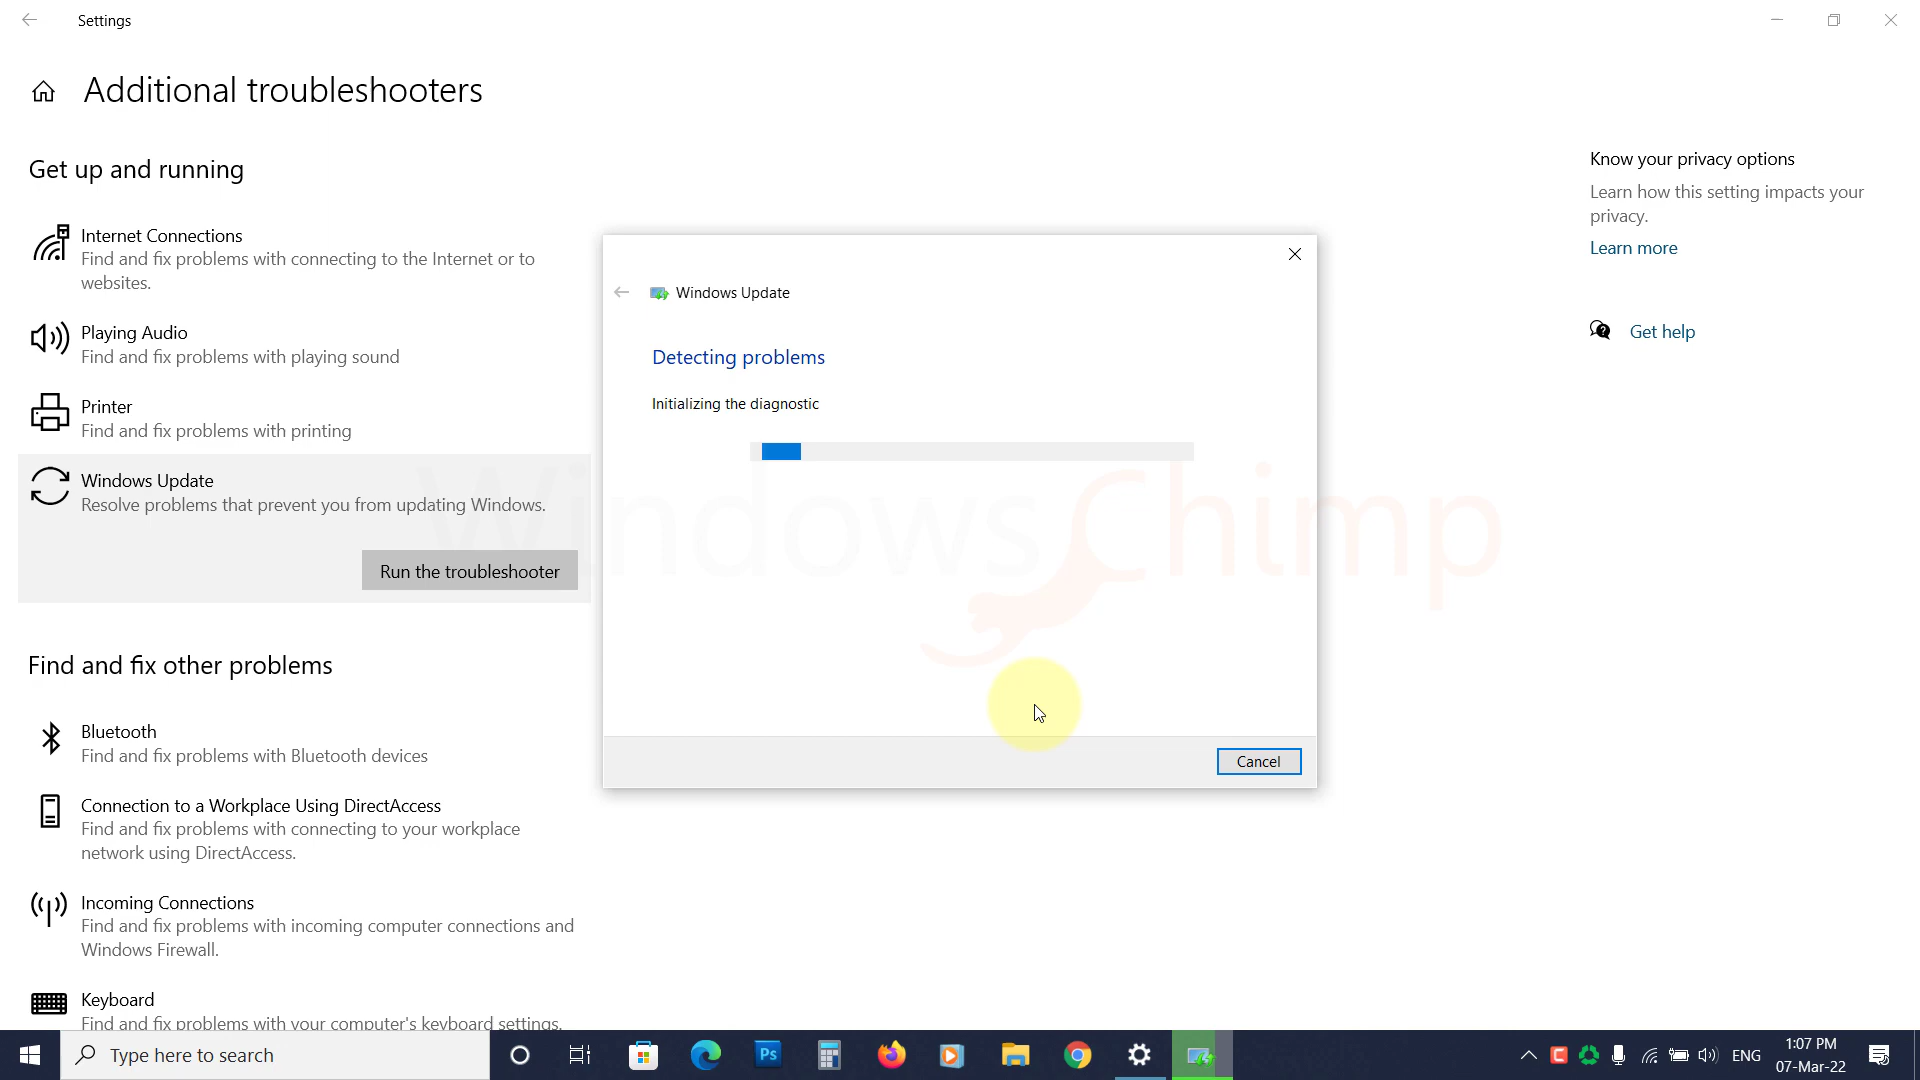 Settings
Additional troubleshooters
Get up and running
Internet Connections
Find and fix problems with connecting to the Internet or to
websites.
Playing Audio
Find and fix problems with playing sound
Printer
Find and fix problems with printing
Windows Update
Resolve problems that prevent you from updating Windows.
Run the troubleshooter
Find and fix other problems
Bluetooth
Find and fix problems with Bluetooth devices
Connection to a Workplace Using DirectAccess
Find and fix problems with connecting to your workplace
network using DirectAccess.
Incoming Connections
Find and fix problems with incoming computer connections and
Windows Firewall.
Keyboard
Find and fix problems with your computer's keyboard settings.
Windows Update
Detecting problems
Initializing the diagnostic
Cancel
WindowsChimp
Know your privacy options
Learn how this setting impacts your
privacy.
Learn more
Get help
Type here to search
Ps
C
ENG
1:07 PM
07-Mar-22